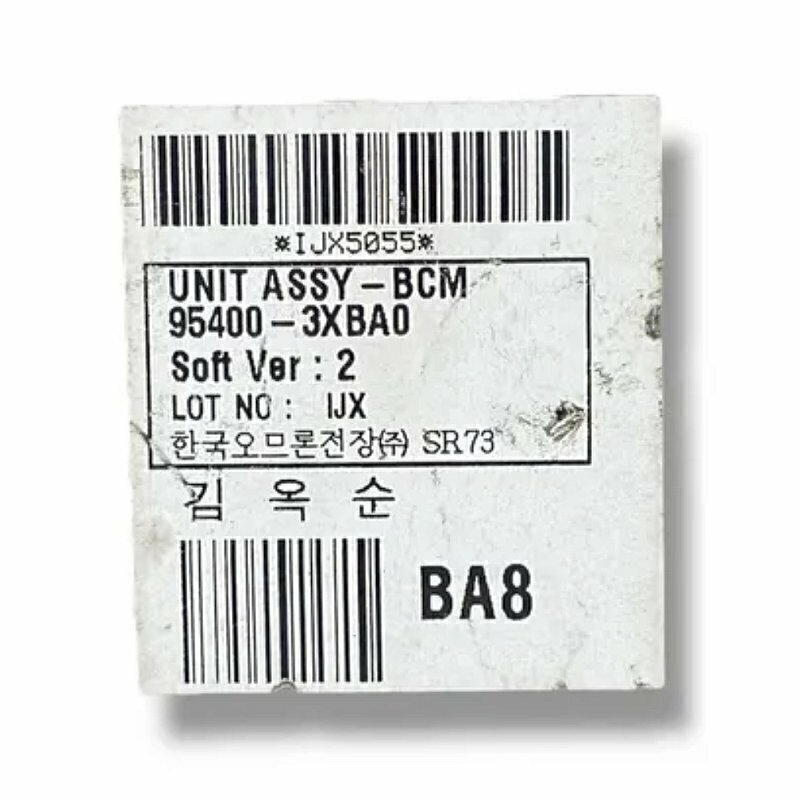 *IJX5055*
UNIT ASSY-BCM
95400-3XBA0
Soft Ver : 2
LOT NO : IJX
한국오므론전장(주) SR73
김 옥 순
BA8